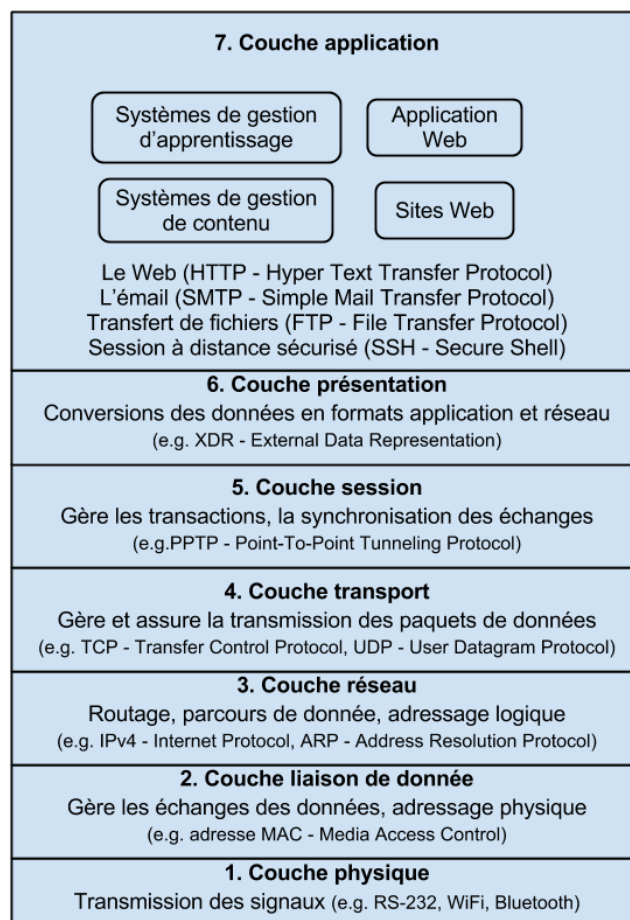 7. Couche application
Systèmes de gestion
d'apprentissage
Application
Web
Systèmes de gestion
de contenu
Sites Web
Le Web (HTTP - Hyper Text Transfer Protocol)
L'émail (SMTP - Simple Mail Transfer Protocol)
Transfert de fichiers (FTP - File Transfer Protocol)
Session à distance sécurisé (SSH - Secure Shell)
6. Couche présentation
Conversions des données en formats application et réseau
(e.g. XDR - External Data Representation)
5. Couche session
Gère les transactions, la synchronisation des échanges
(e.g.PPTP - Point-To-Point Tunneling Protocol)
4. Couche transport
Gère et assure la transmission des paquets de données
(e.g. TCP - Transfer Control Protocol, UDP - User Datagram Protocol)
3. Couche réseau
Routage, parcours de donnée, adressage logique
(e.g. IPv4 - Internet Protocol, ARP - Address Resolution Protocol)
2. Couche liaison de donnée
Gère les échanges des données, adressage physique
(e.g. adresse MAC - Media Access Control)
1. Couche physique
Transmission des signaux (e.g. RS-232, WiFi, Bluetooth)